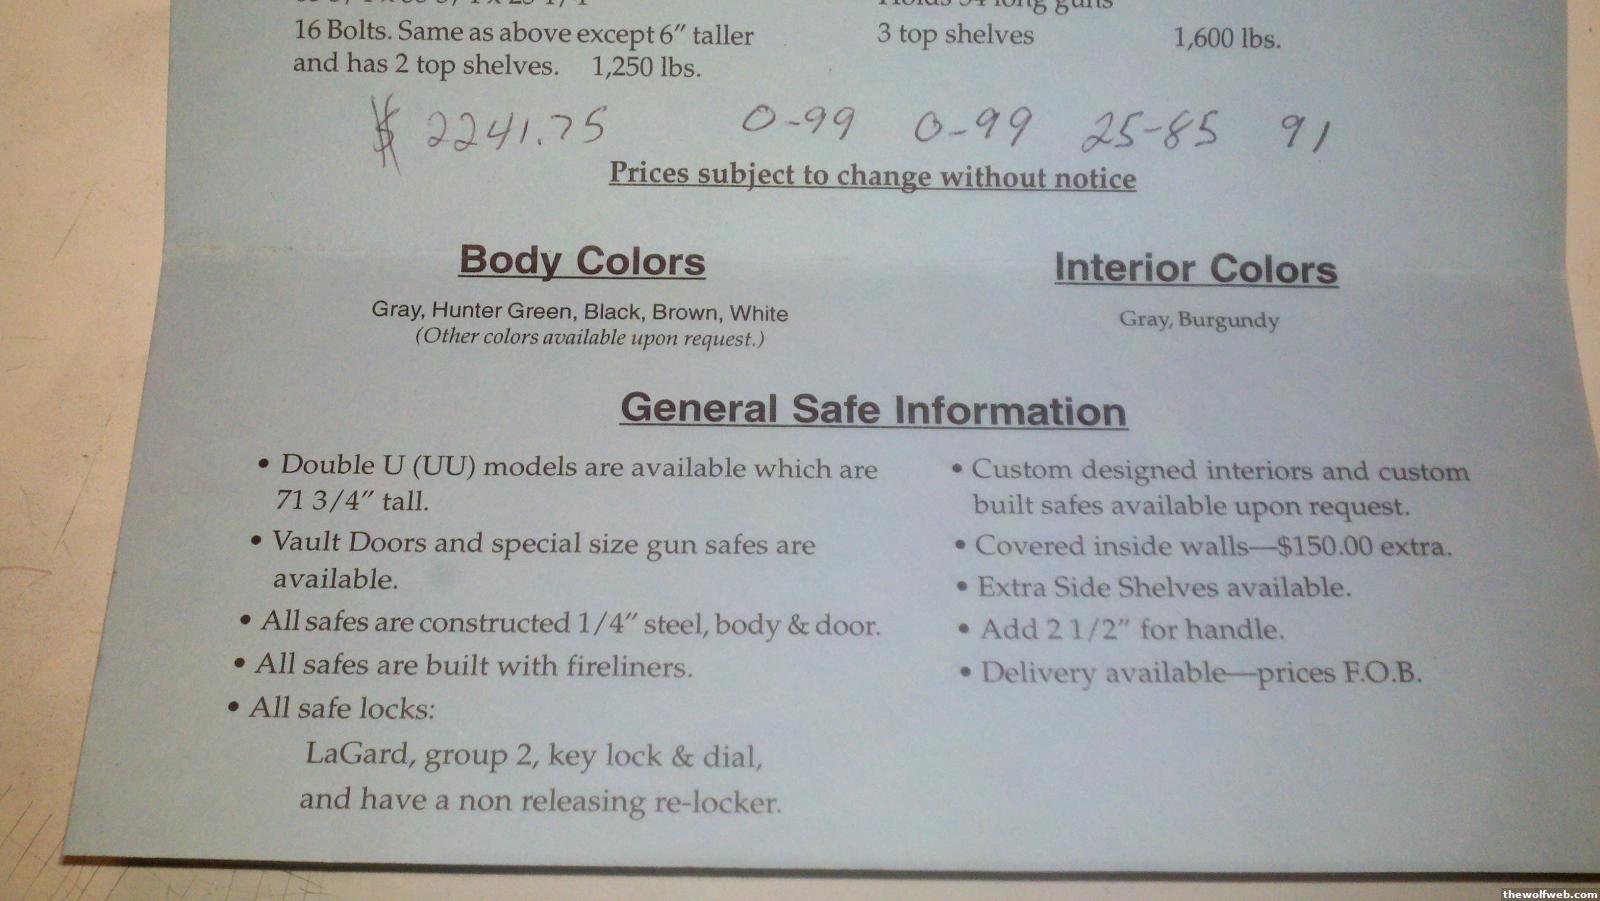 16 Bolts. Same as above except 6" taller
and has 2 top shelves. 1,250 lbs.
3 top shelves 1,600 lbs.
$ 2241.75 0-99 0-99 25-85 91
Prices subject to change without notice
Body Colors
Gray, Hunter Green, Black, Brown, White
(Other colors available upon request.)
Interior Colors
Gray, Burgundy
General Safe Information
• Double U (UU) models are available which are
71 3/4" tall.
• Vault Doors and special size gun safes are
available.
• All safes are constructed 1/4" steel, body & door.
• All safes are built with fireliners.
• All safe locks:
LaGard, group 2, key lock & dial,
and have a non releasing re-locker.
• Custom designed interiors and custom
built safes available upon request.
• Covered inside walls—$150.00 extra.
• Extra Side Shelves available.
• Add 2 1/2" for handle.
• Delivery available—prices F.O.B.
thewolfweb.com